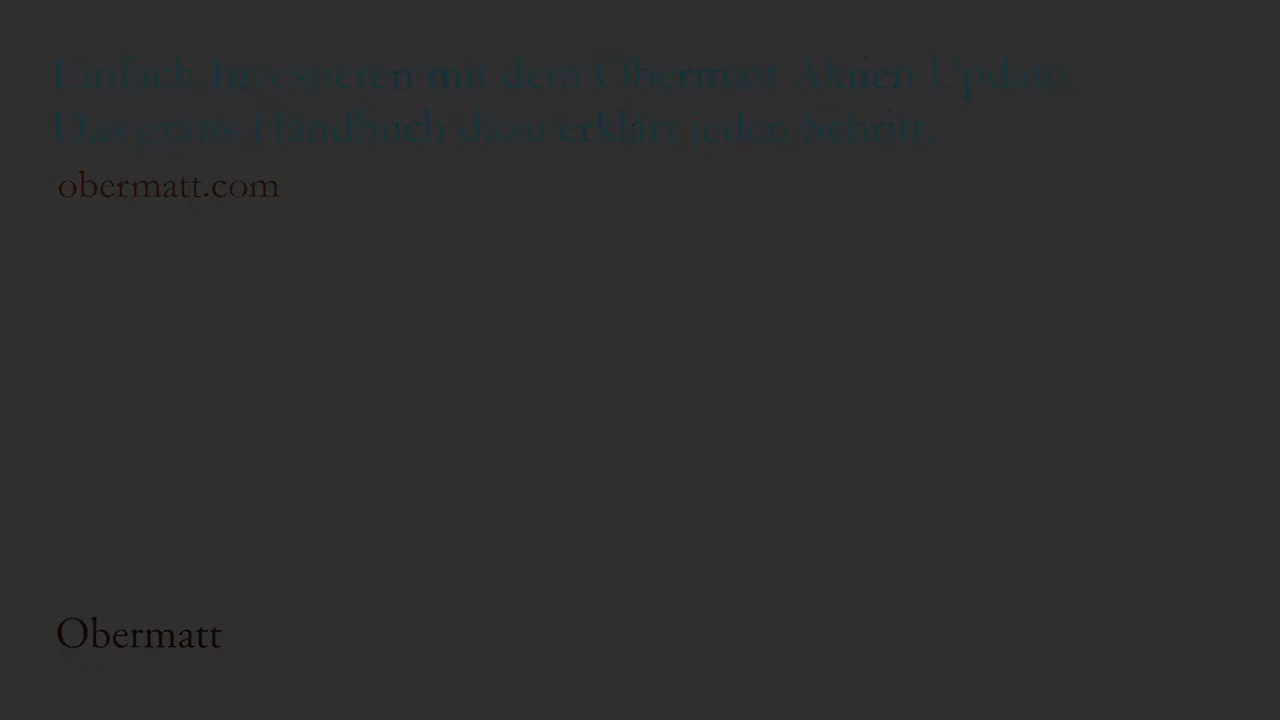 Einfach Investieren mit dem Obermatt Aktien Update.
Das gratis Handbuch dazu erklärt jeden Schritt.
obermatt.com
Obermatt